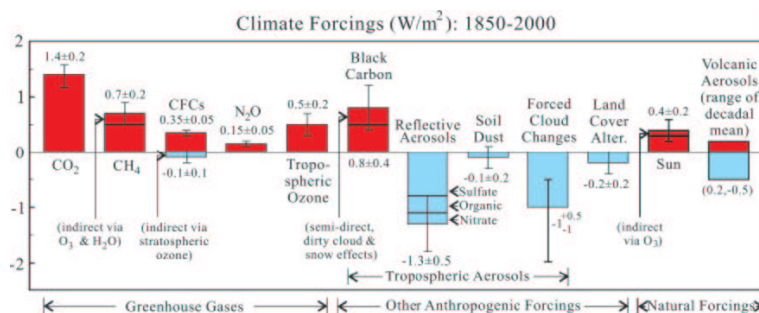 Climate Forcings (W/m²): 1850-2000
2
1
0
-1
-2
1.4±0.2
CO₂
0.7±0.2
CH₄
(indirect via
O₃ & H₂O)
CFCs
0.35±0.05
-0.1±0.1
(indirect via
stratospheric
ozone)
N₂O
0.15±0.05
0.5±0.2
Tropo-
spheric
Ozone
Black
Carbon
0.8±0.4
(semi-direct,
dirty cloud &
snow effects)
Reflective
Aerosols
Sulfate
Organic
Nitrate
-1.3±0.5
Soil
Dust
-0.1±0.2
Forced
Cloud
Changes
-1 +0.5 -1
Land
Cover
Alter.
-0.2±0.2
0.4±0.2
Sun
(indirect
via O₃)
Volcanic
Aerosols
(range of
decadal
mean)
(0.2,-0.5)
Tropospheric Aerosols
Greenhouse Gases
Other Anthropogenic Forcings
Natural Forcings